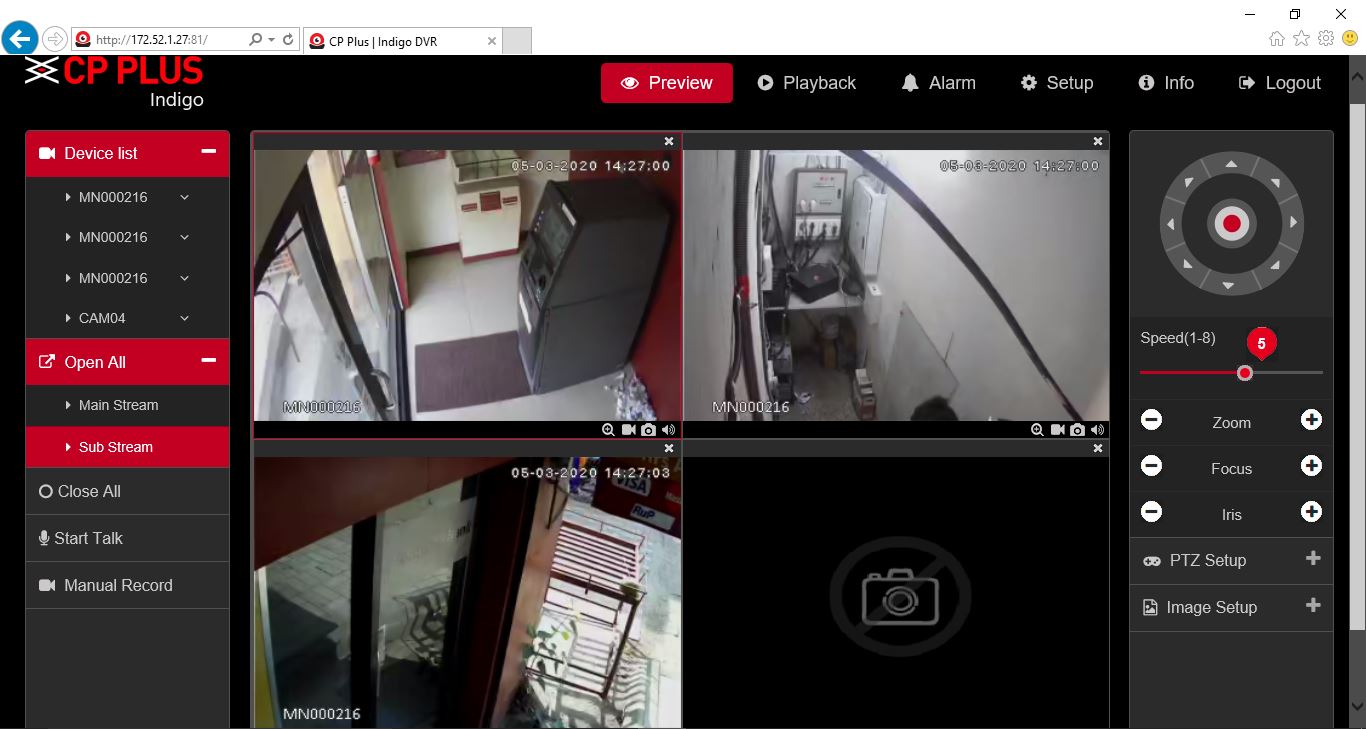 http://172.52.1.27:81/
CP Plus | Indigo DVR
CP PLUS
Indigo
Preview
Playback
Alarm
Setup
Info
Logout
Device list
MN000216
MN000216
MN000216
CAM04
Open All
Main Stream
Sub Stream
Close All
Start Talk
Manual Record
05-03-2020 14:27:00
MN000216
05-03-2020 14:27:00
MN000216
05-03-2020 14:27:03
VISA
RuP
MN000216
Speed(1-8)
5
Zoom
Focus
Iris
PTZ Setup
Image Setup